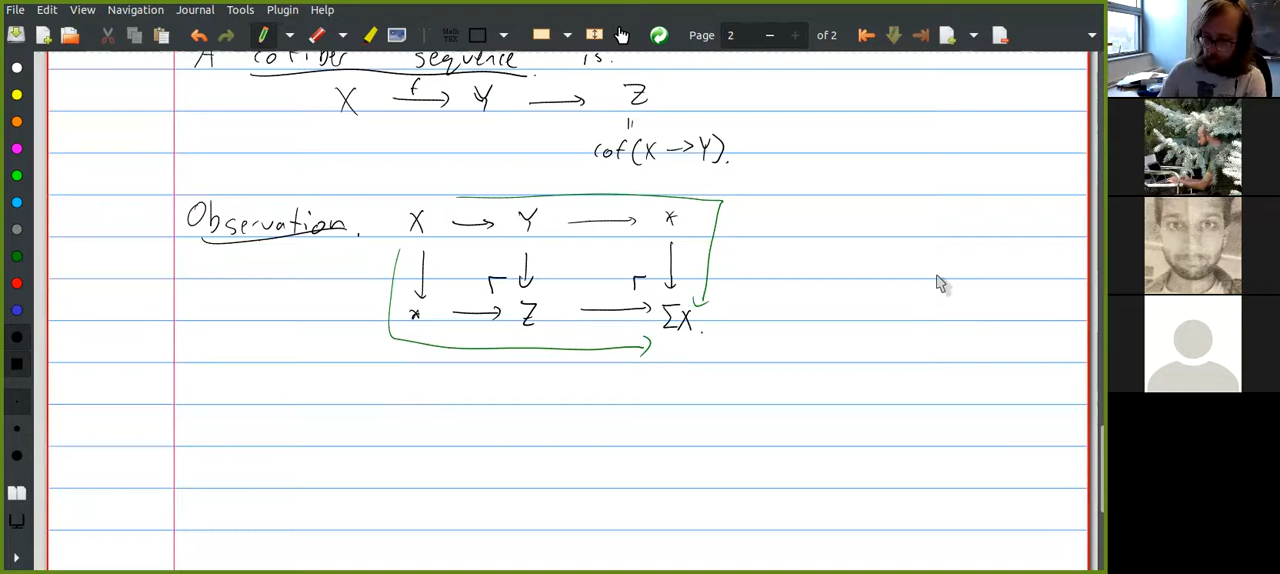 File Edit View Navigation Journal Tools Plugin Help
Page 2 of 2
A cofiber sequence is:
X f → Y → Z
=
cof(X → Y).
Observation. X → Y → *
↓ ↓ ↓
* → Z → ΣX.